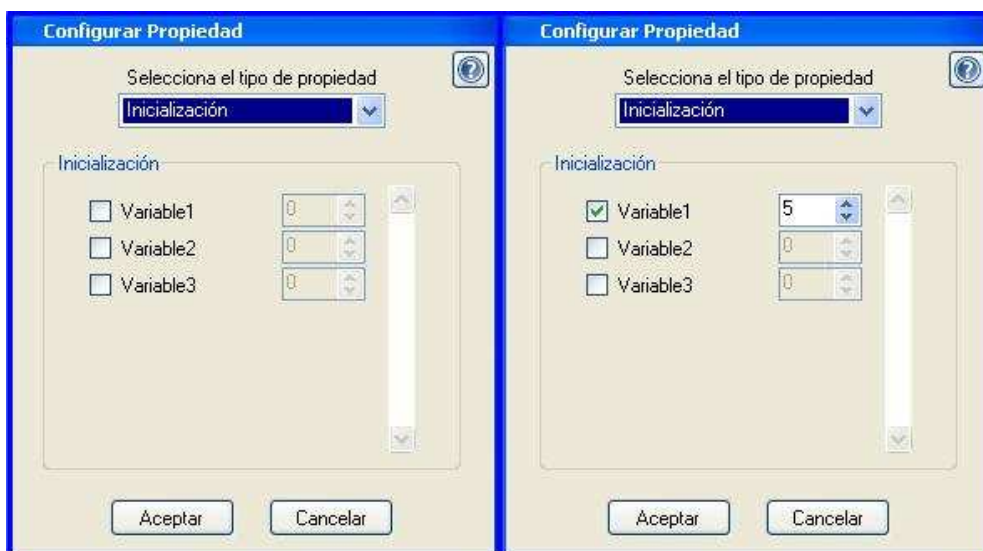 Configurar Propiedad
Selecciona el tipo de propiedad
Inicialización
Inicialización
Variable1 0
Variable2 0
Variable3 0
Aceptar Cancelar
Configurar Propiedad
Selecciona el tipo de propiedad
Inicialización
Inicialización
Variable1 5
Variable2 0
Variable3 0
Aceptar Cancelar